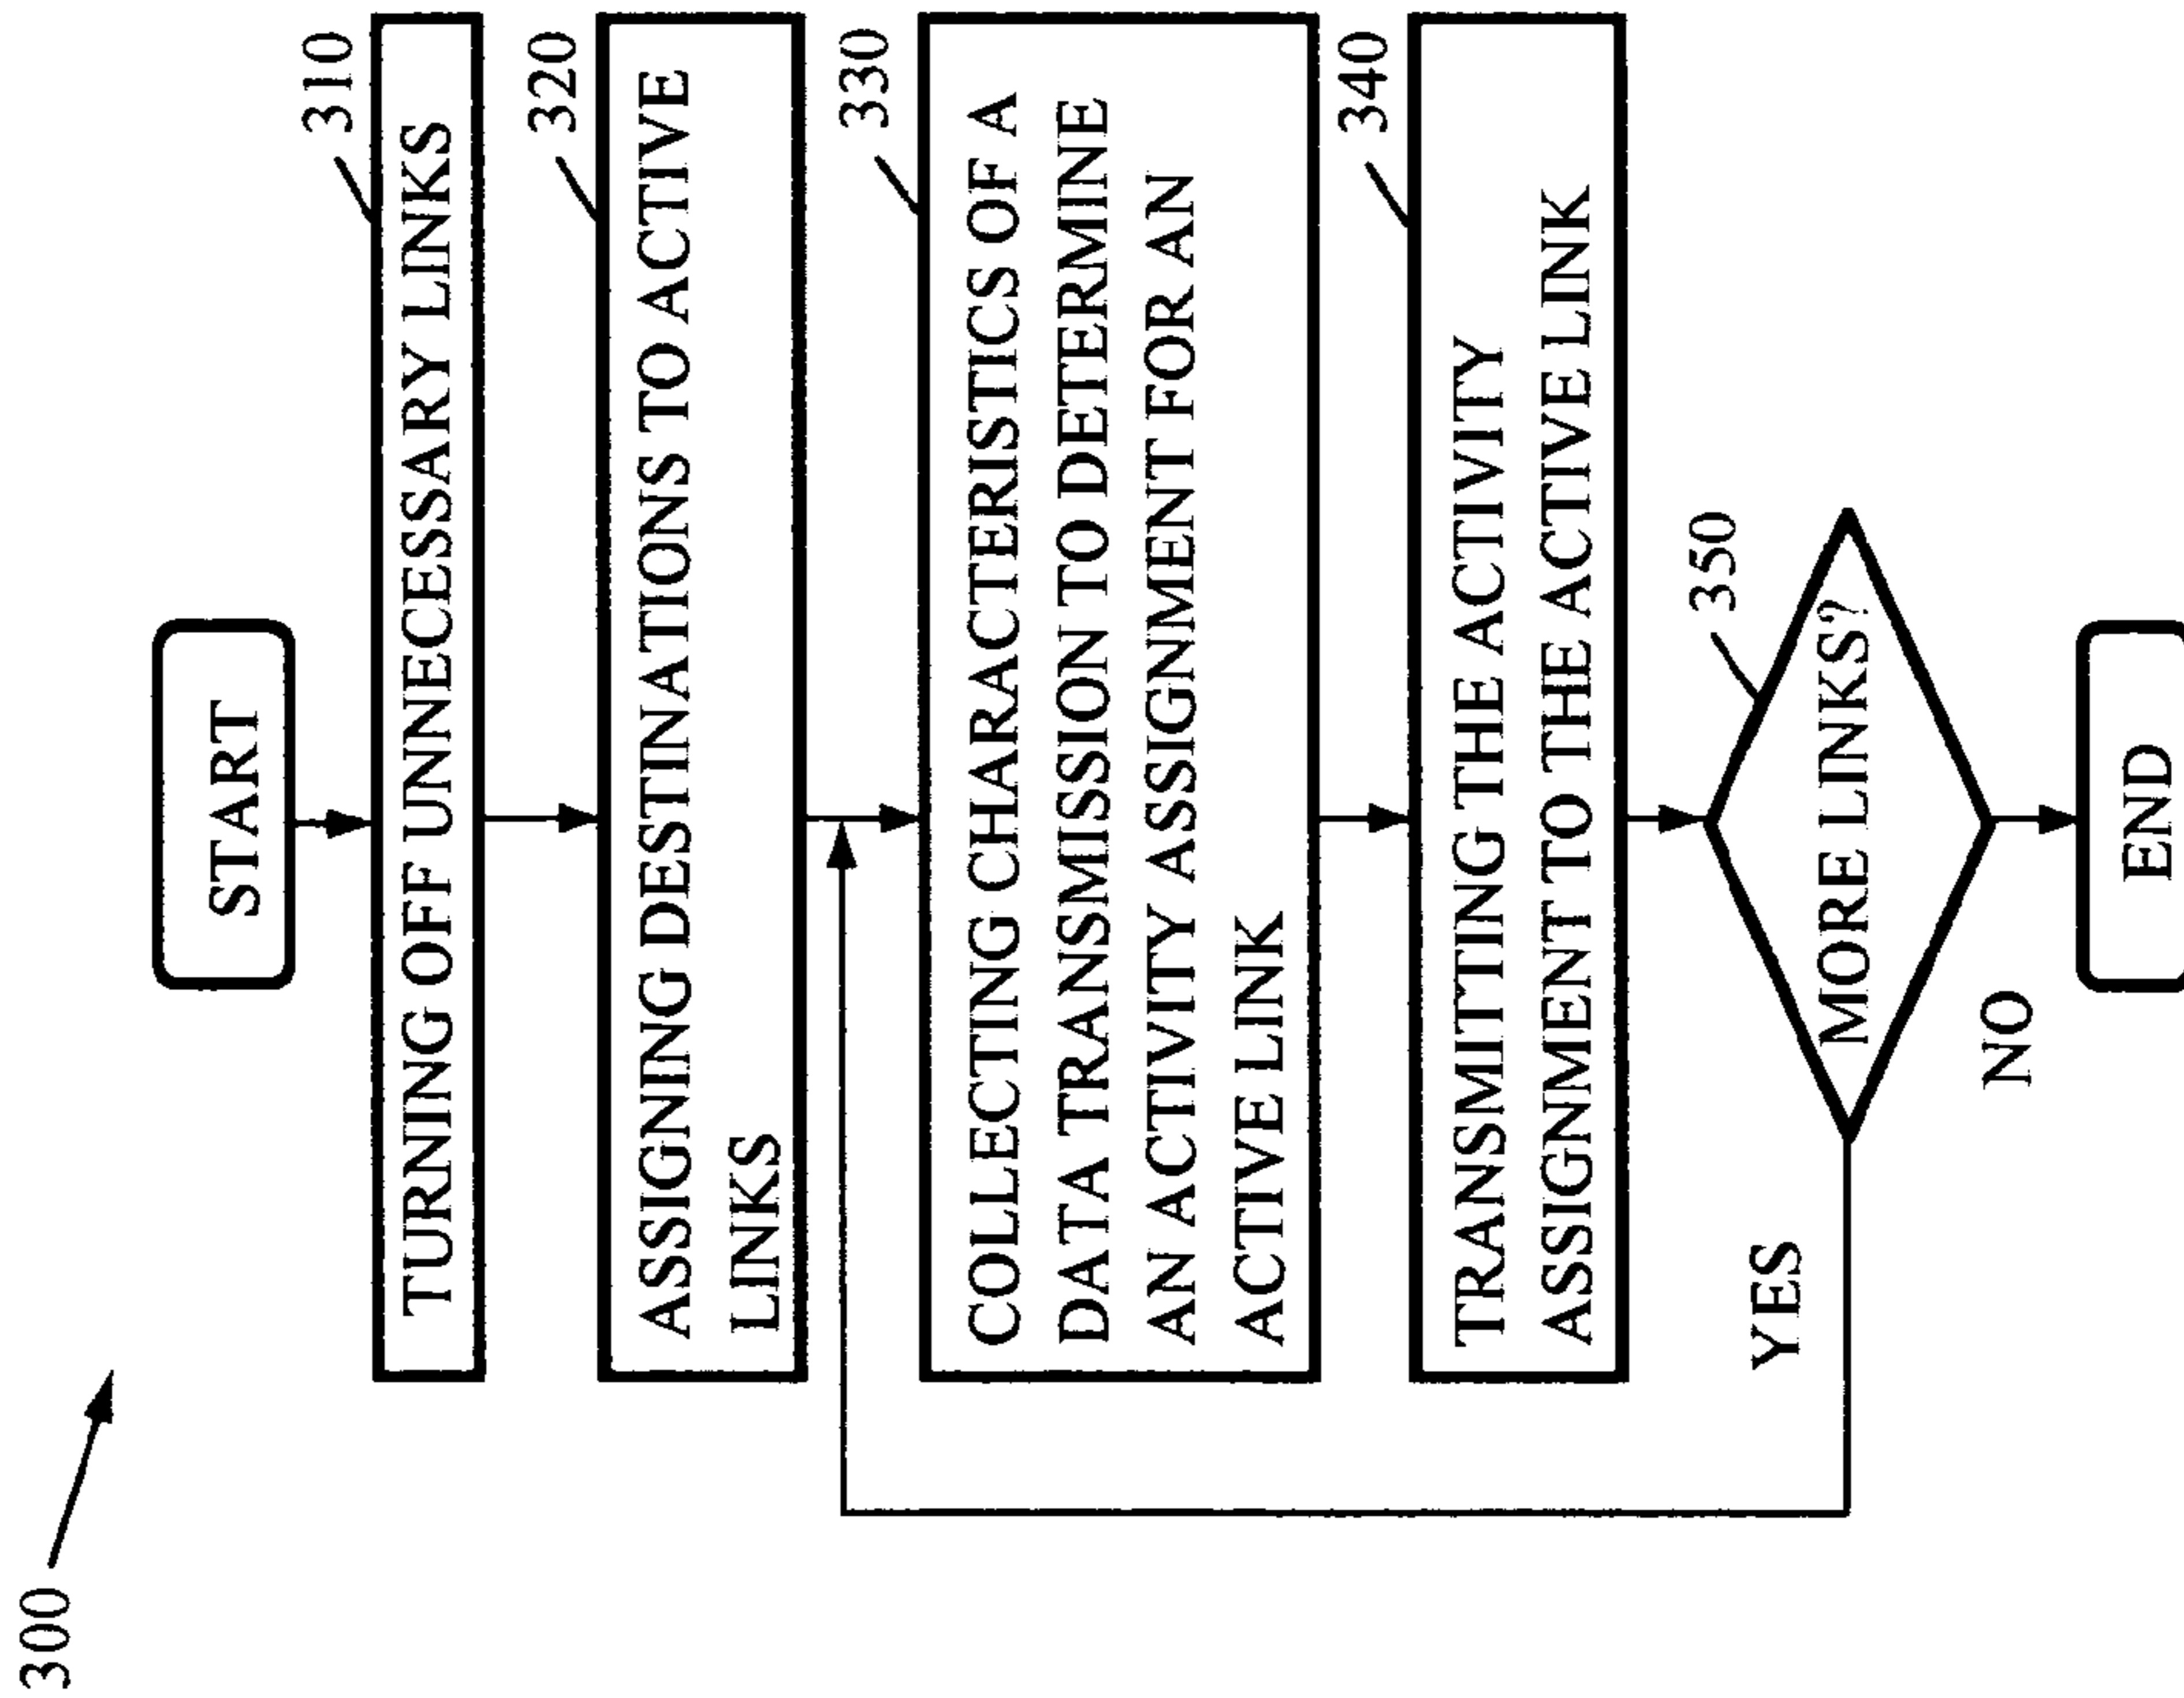 300
START
310
TURNING OFF UNNECESSARY LINKS
320
ASSIGNING DESTINATIONS TO ACTIVE
LINKS
330
COLLECTING CHARACTERISTICS OF A
DATA TRANSMISSION TO DETERMINE
AN ACTIVITY ASSIGNMENT FOR AN
ACTIVE LINK
340
TRANSMITTING THE ACTIVITY
ASSIGNMENT TO THE ACTIVE LINK
350
MORE LINKS?
YES
NO
END